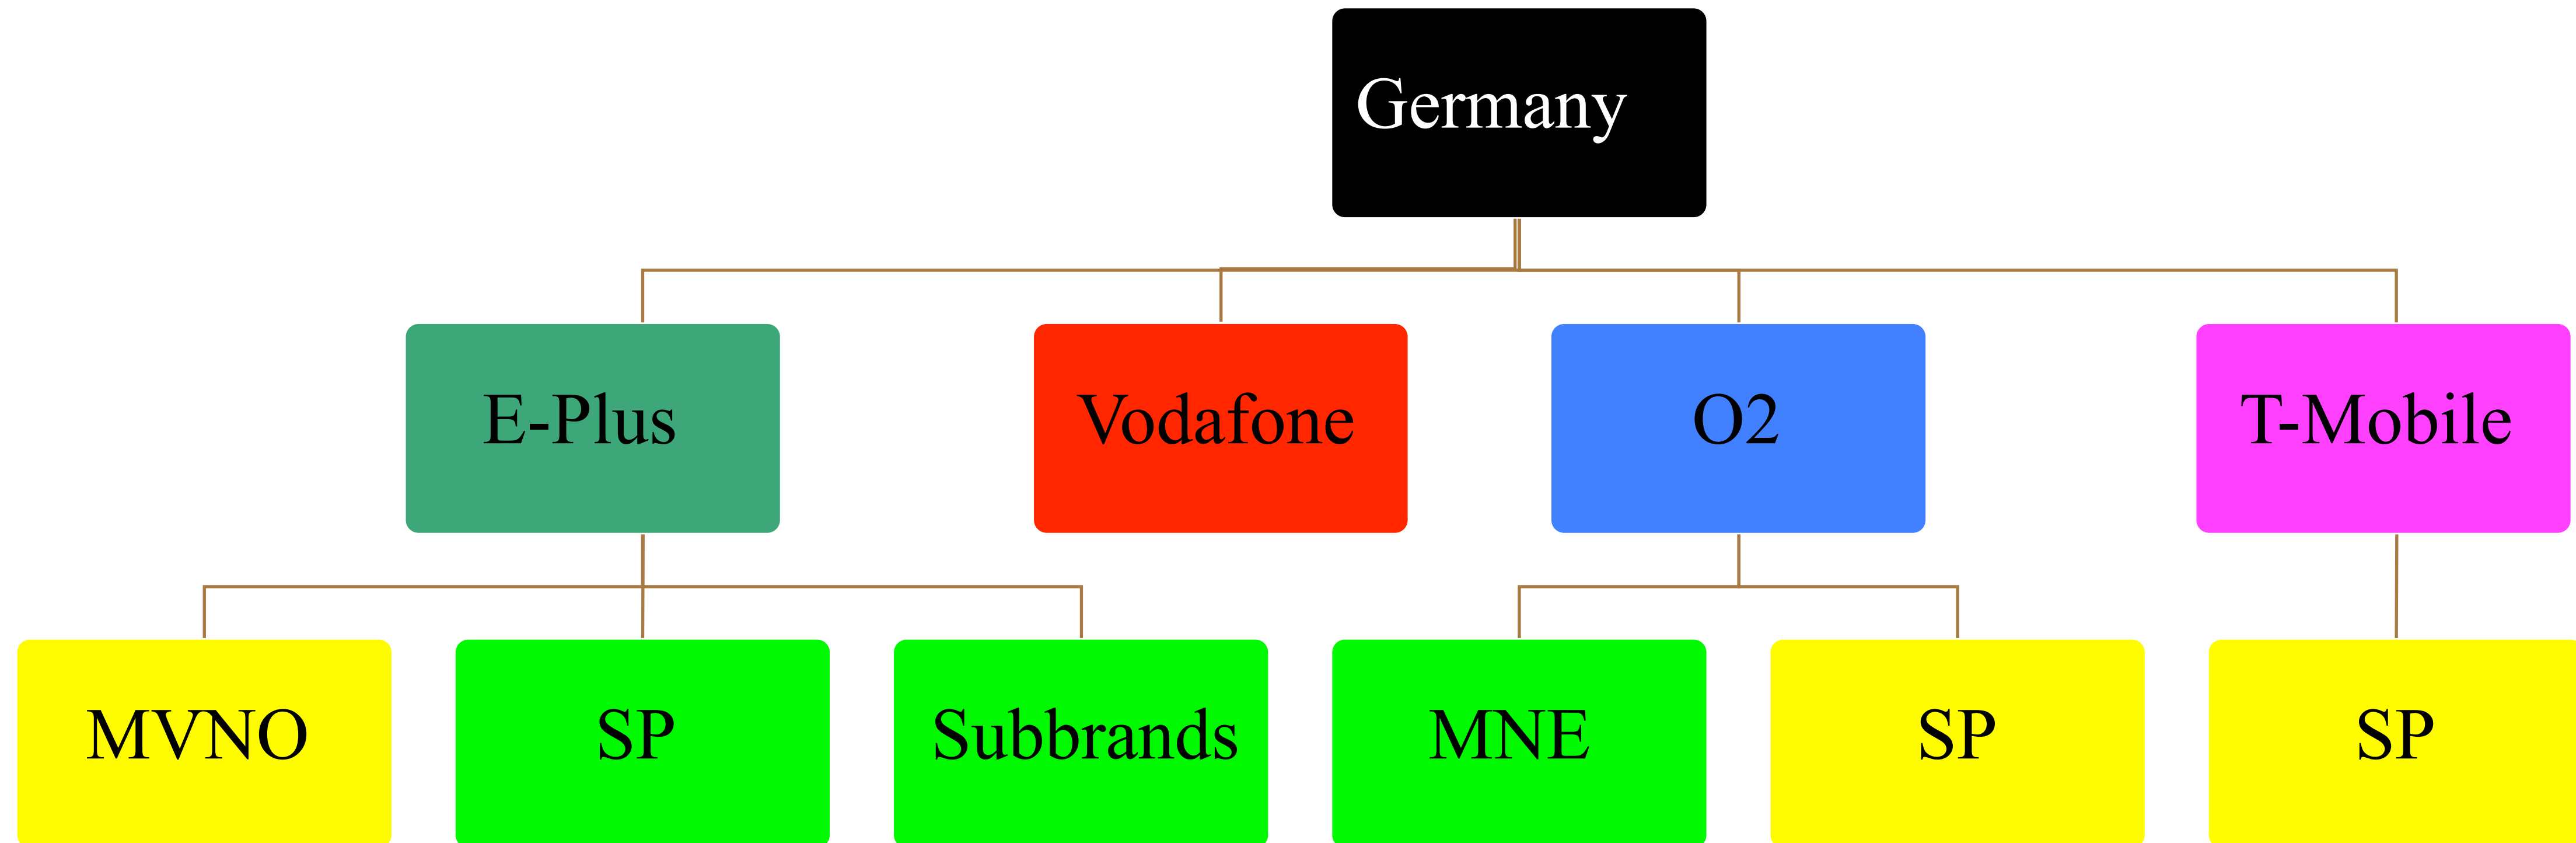 Germany
E-Plus
Vodafone
O2
T-Mobile
MVNO
SP
Subbrands
MNE
SP
SP